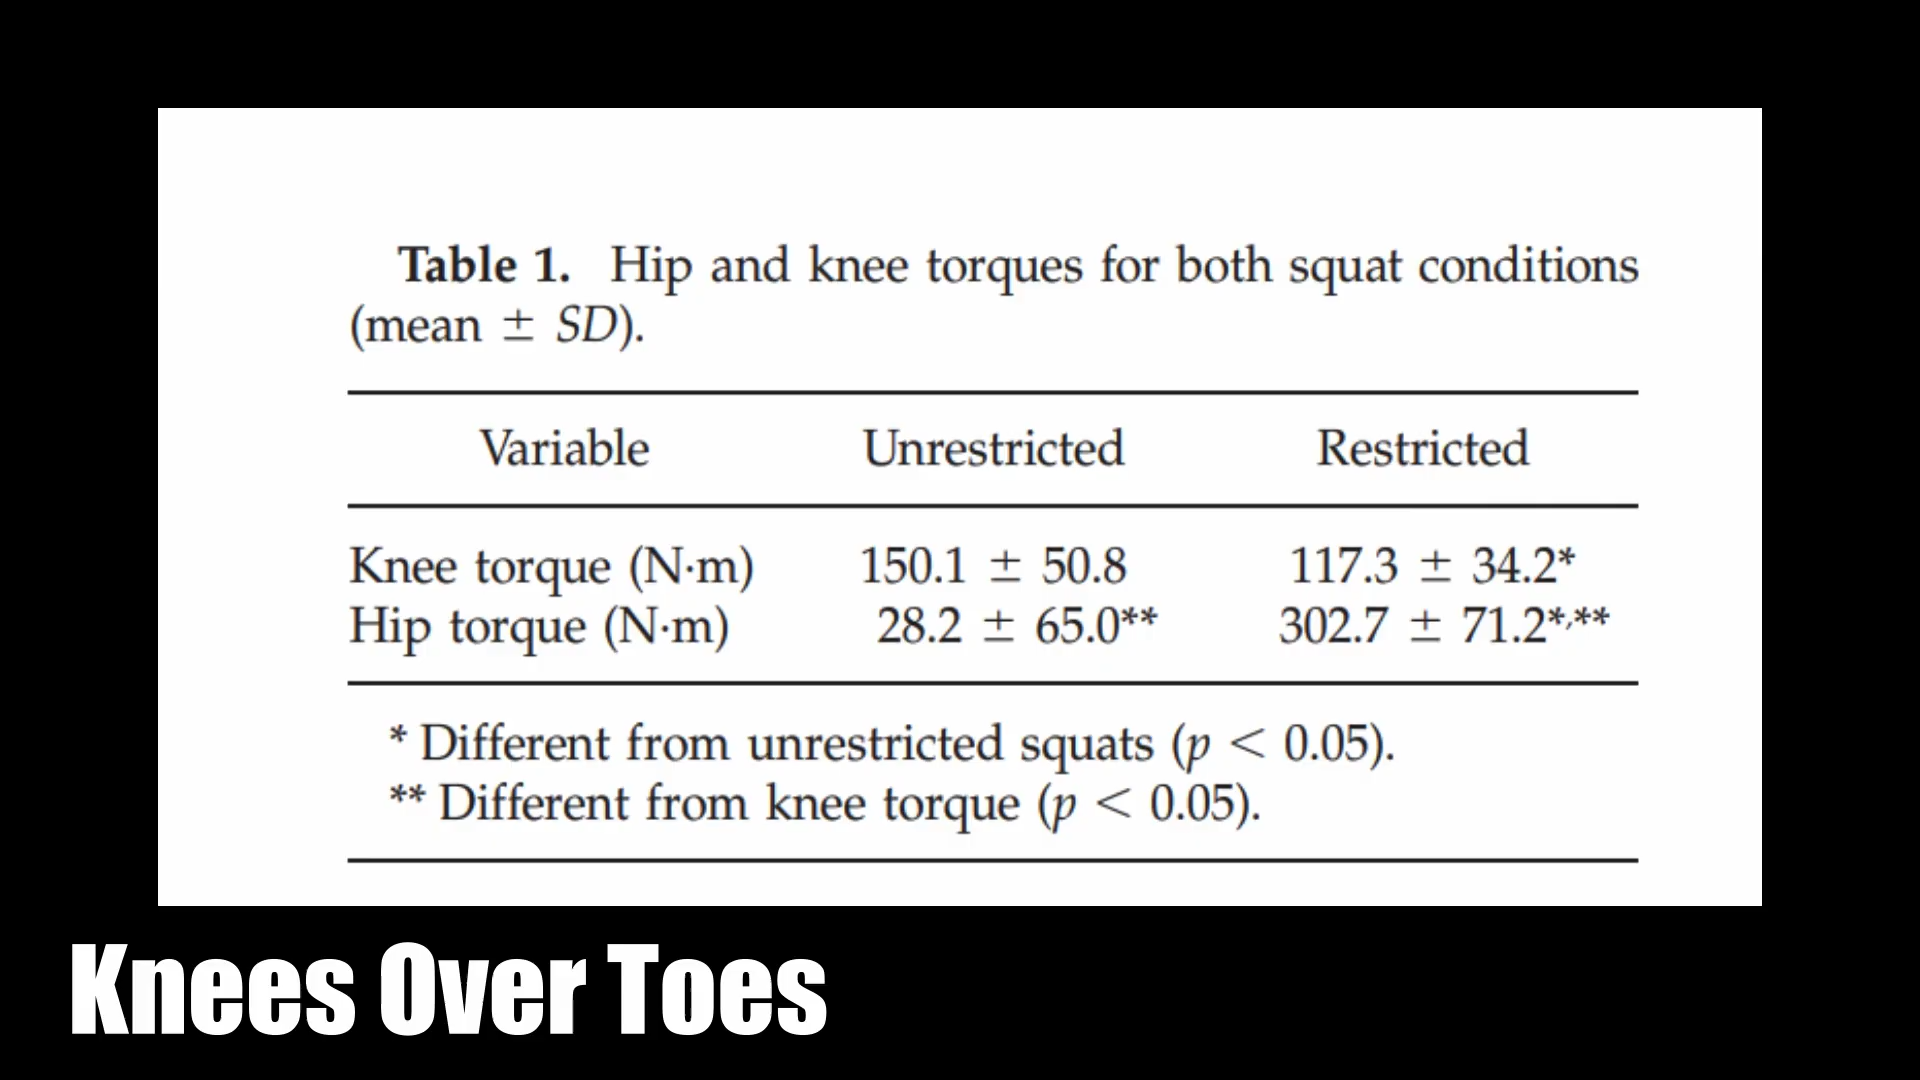 Table 1. Hip and knee torques for both squat conditions
(mean ± SD).
Variable Unrestricted Restricted
Knee torque (N·m) 150.1 ± 50.8 117.3 ± 34.2*
Hip torque (N·m) 28.2 ± 65.0** 302.7 ± 71.2*,**
* Different from unrestricted squats (p < 0.05).
** Different from knee torque (p < 0.05).
Knees Over Toes